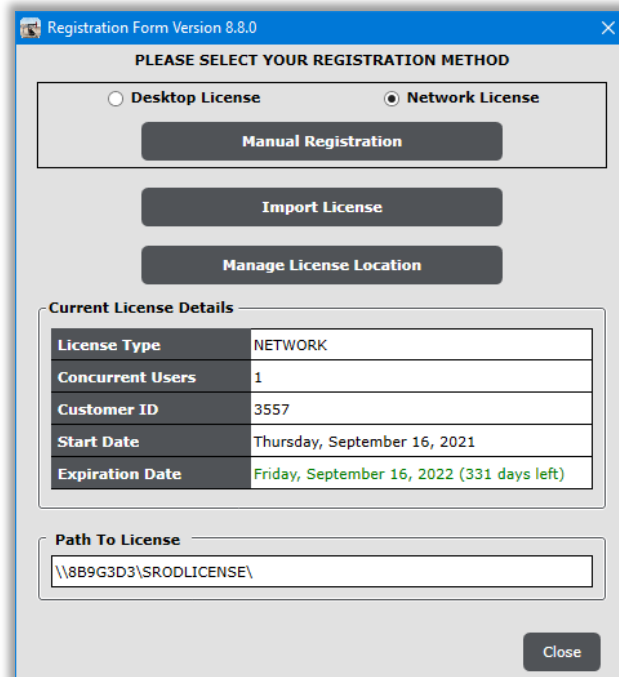 Registration Form Version 8.8.0
PLEASE SELECT YOUR REGISTRATION METHOD
Desktop License Network License
Manual Registration
Import License
Manage License Location
Current License Details
License Type NETWORK
Concurrent Users 1
Customer ID 3557
Start Date Thursday, September 16, 2021
Expiration Date Friday, September 16, 2022 (331 days left)
Path To License
\\8B9G3D3\SRODLICENSE\
Close